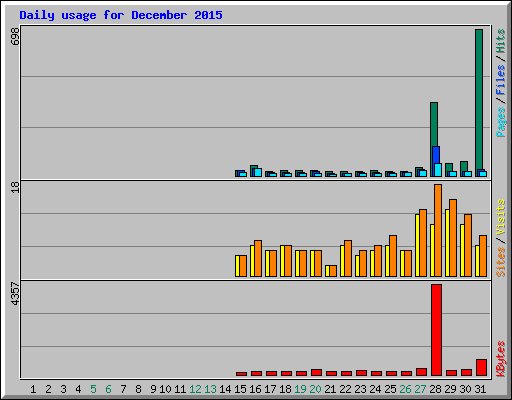 Daily usage for December 2015
698
Pages / Files / Hits
18
Sites / Visits
4357
KBytes
1 2 3 4 5 6 7 8 9 10 11 12 13 14 15 16 17 18 19 20 21 22 23 24 25 26 27 28 29 30 31